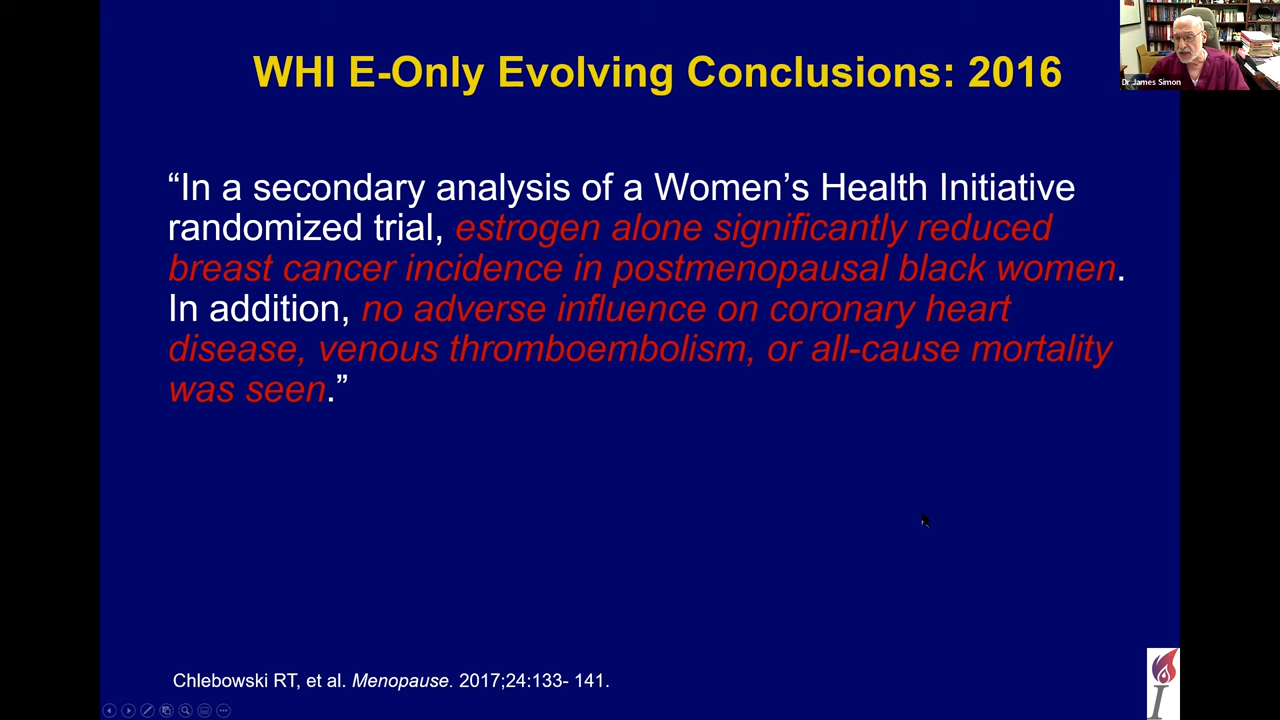 WHI E-Only Evolving Conclusions: 2016
Dr James Simon
“In a secondary analysis of a Women’s Health Initiative
randomized trial, estrogen alone significantly reduced
breast cancer incidence in postmenopausal black women.
In addition, no adverse influence on coronary heart
disease, venous thromboembolism, or all-cause mortality
was seen.”
Chlebowski RT, et al. Menopause. 2017;24:133- 141.